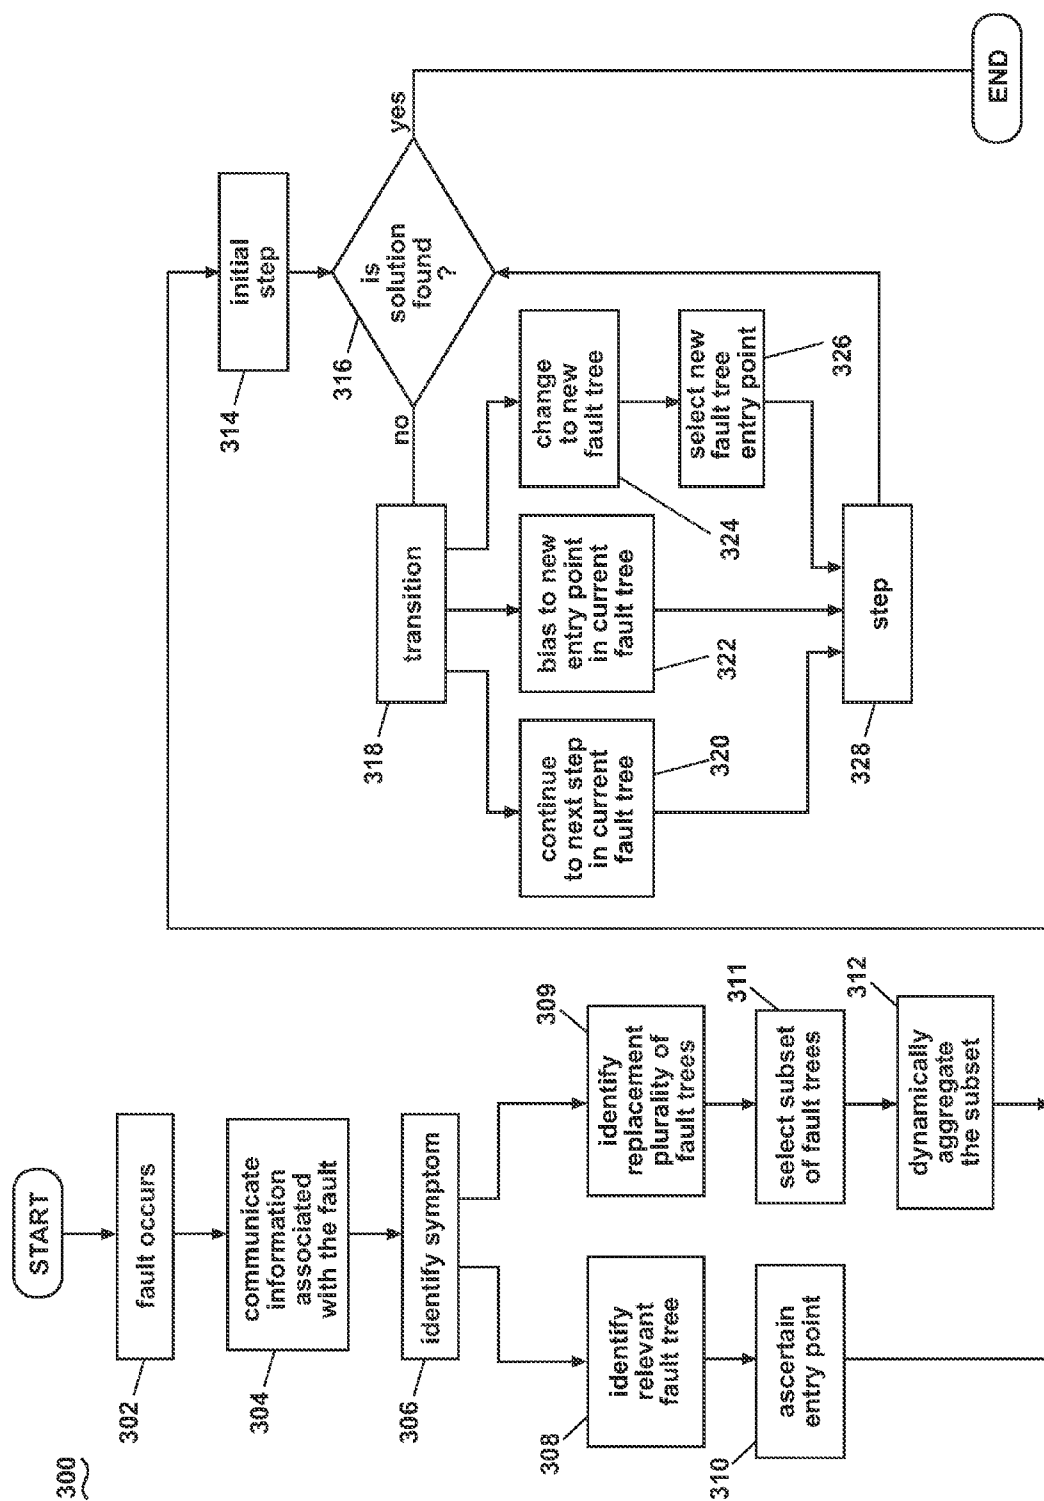 300
START
302
fault occurs
304
communicate
information
associated
with the fault
306
identify symptom
308
identify
relevant
fault tree
310
ascertain
entry point
309
identify
replacement
plurality of
fault trees
311
select subset
of fault trees
312
dynamically
aggregate
the subset
314
initial
step
316
is
solution
found
?
yes
no
318
transition
320
continue
to next step
in current
fault tree
322
bias to new
entry point
in current
fault tree
324
change
to new
fault tree
326
select new
fault tree
entry point
328
step
END